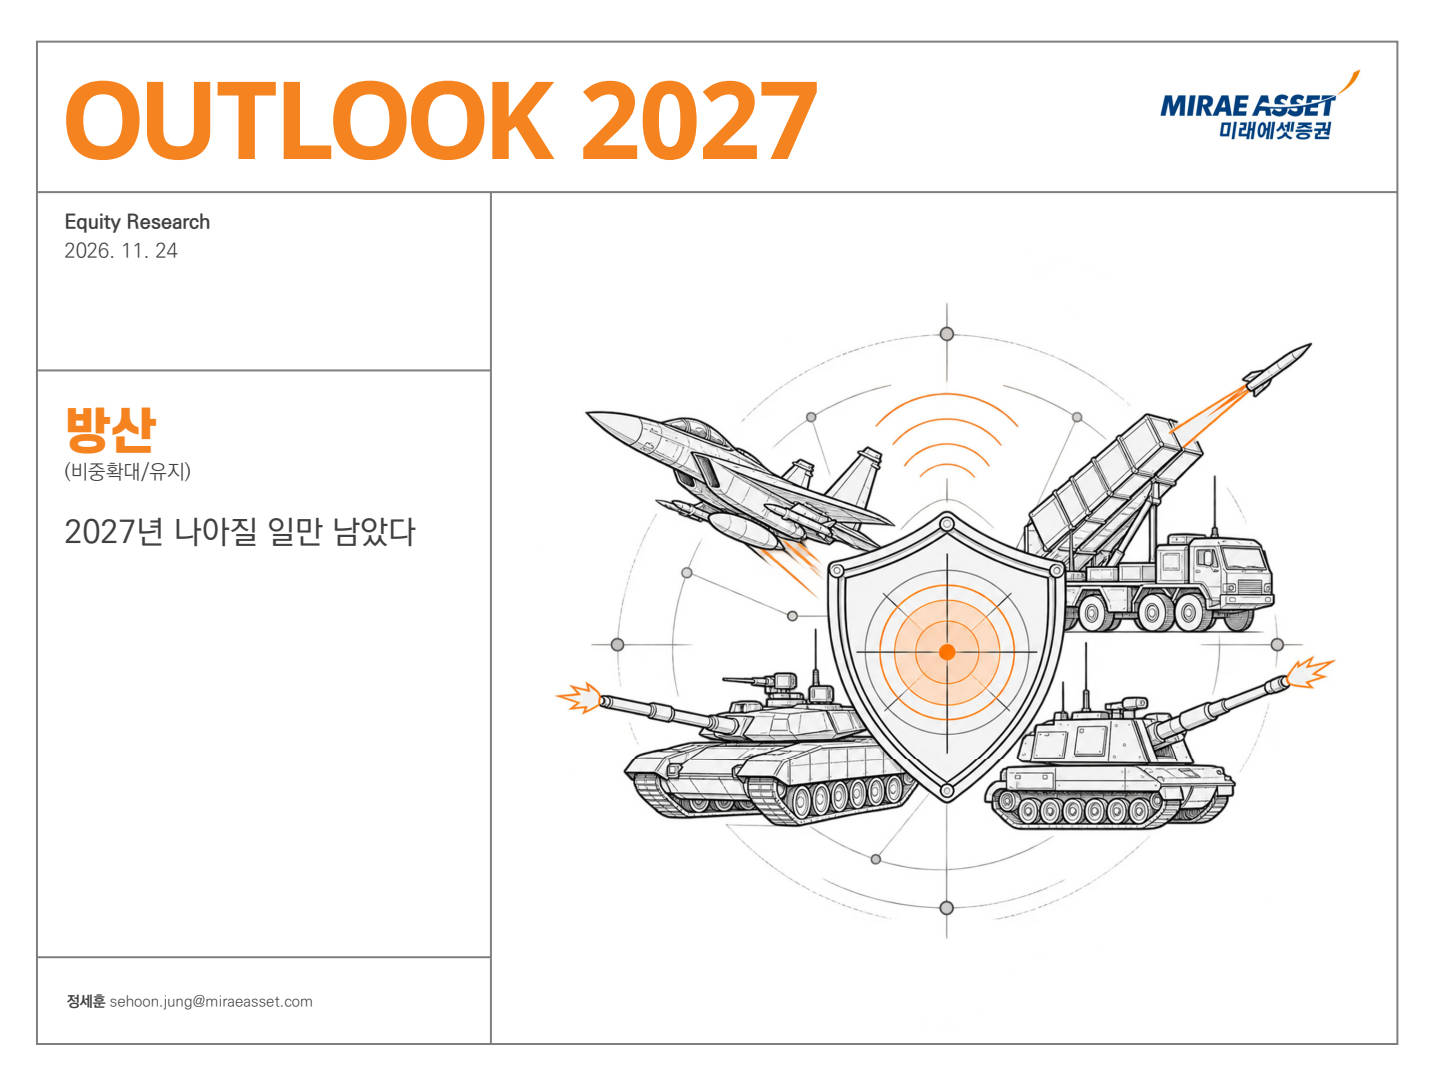 OUTLOOK 2027
MIRAE ASSET
미래에셋증권
Equity Research
2026. 11. 24
방산
(비중확대/유지)
2027년 나아질 일만 남았다
정세훈 sehoon.jung@miraeasset.com